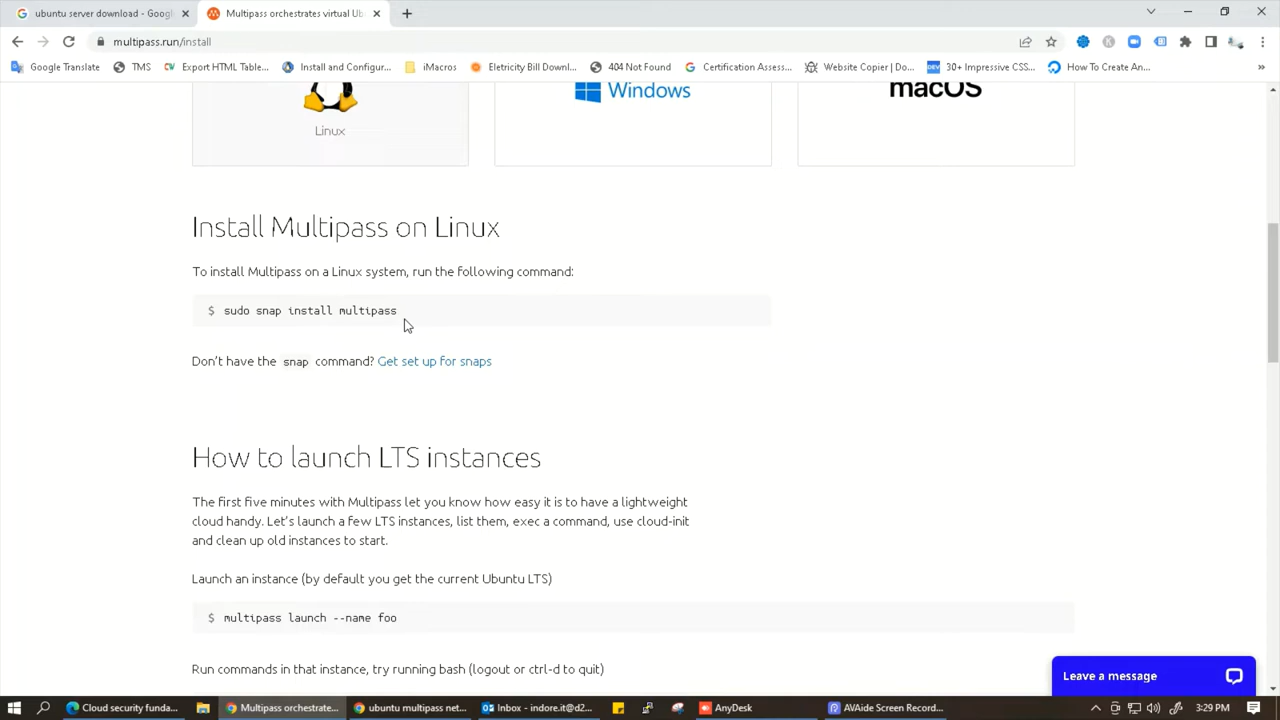 ubuntu server download - Goog
Multipass orchestrates virtual Ub
multipass.run/install
Google Translate
TMS
Export HTML Table...
Install and Configur...
iMacros
Eletricity Bill Downl...
404 Not Found
Certification Assess...
Website Copier | Do...
DEV
30+ Impressive CSS...
How To Create An...
»
Linux
Windows
macOS
Install Multipass on Linux
To install Multipass on a Linux system, run the following command:
$ sudo snap install multipass
Don't have the snap command? Get set up for snaps
How to launch LTS instances
The first five minutes with Multipass let you know how easy it is to have a lightweight
cloud handy. Let's launch a few LTS instances, list them, exec a command, use cloud-init
and clean up old instances to start.
Launch an instance (by default you get the current Ubuntu LTS)
$ multipass launch --name foo
Run commands in that instance, try running bash (logout or ctrl-d to quit)
Leave a message
Cloud security funda...
Multipass orchestrate...
ubuntu multipass net...
Inbox - indore.it@d2...
AnyDesk
AVAide Screen Record...
3:29 PM